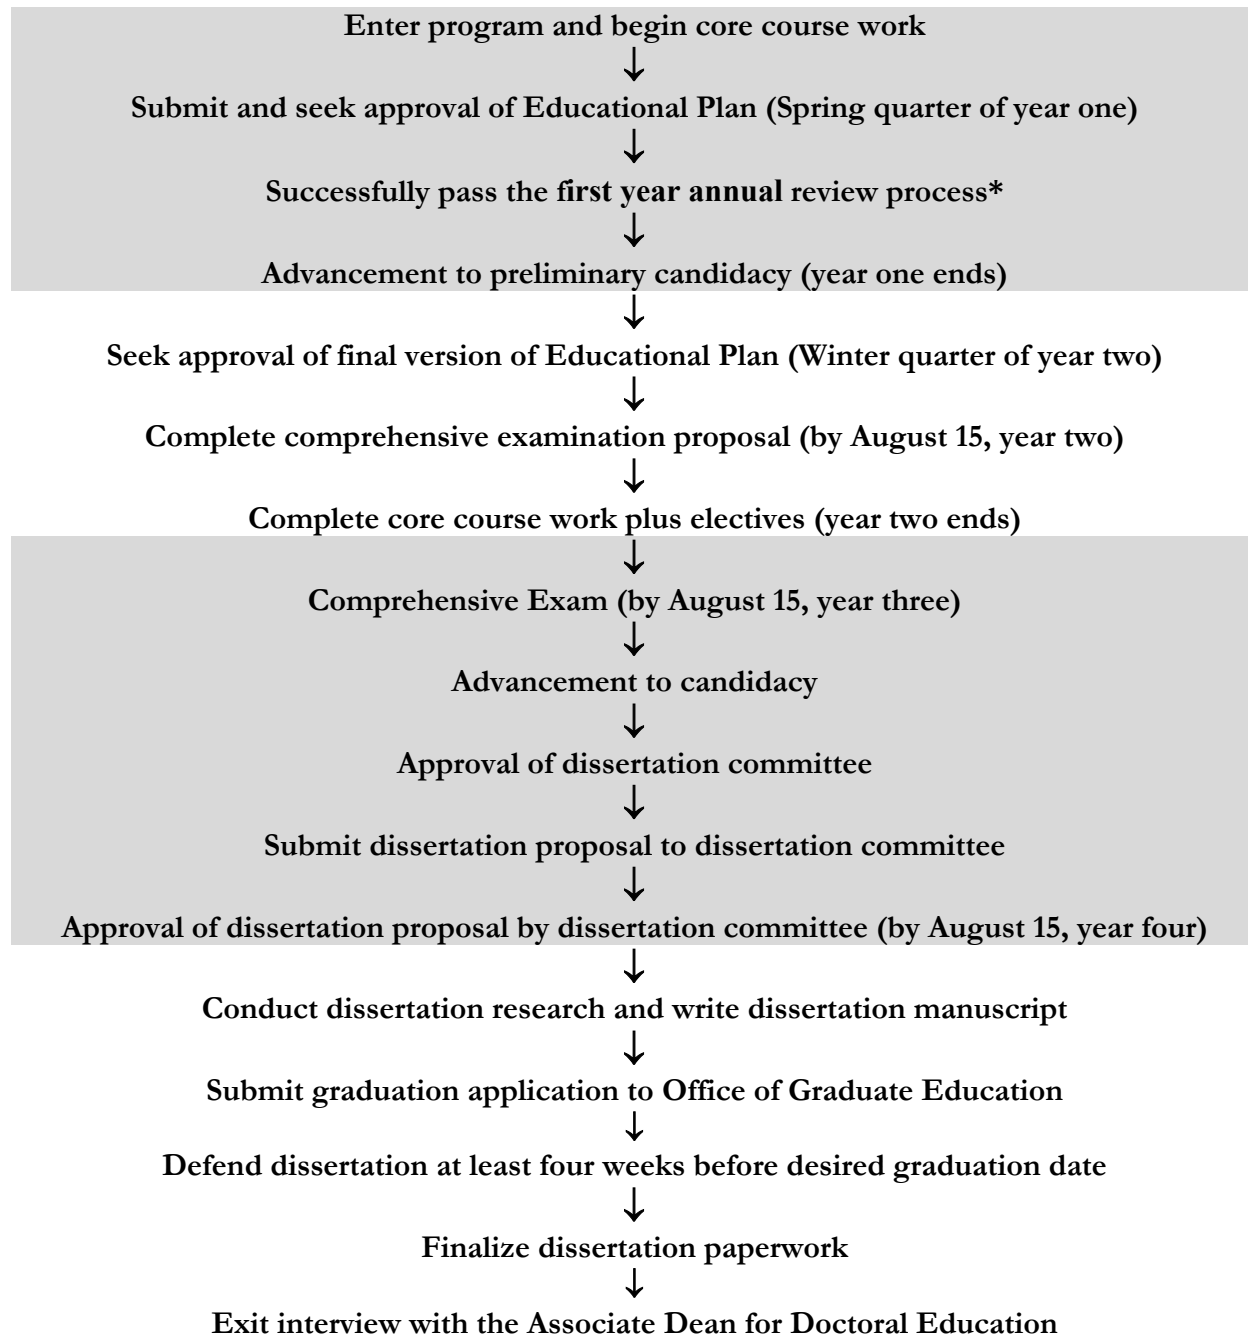 Enter program and begin core course work
↓
Submit and seek approval of Educational Plan (Spring quarter of year one)
↓
Successfully pass the first year annual review process*
↓
Advancement to preliminary candidacy (year one ends)
↓
Seek approval of final version of Educational Plan (Winter quarter of year two)
↓
Complete comprehensive examination proposal (by August 15, year two)
↓
Complete core course work plus electives (year two ends)
↓
Comprehensive Exam (by August 15, year three)
↓
Advancement to candidacy
↓
Approval of dissertation committee
↓
Submit dissertation proposal to dissertation committee
↓
Approval of dissertation proposal by dissertation committee (by August 15, year four)
↓
Conduct dissertation research and write dissertation manuscript
↓
Submit graduation application to Office of Graduate Education
↓
Defend dissertation at least four weeks before desired graduation date
↓
Finalize dissertation paperwork
↓
Exit interview with the Associate Dean for Doctoral Education